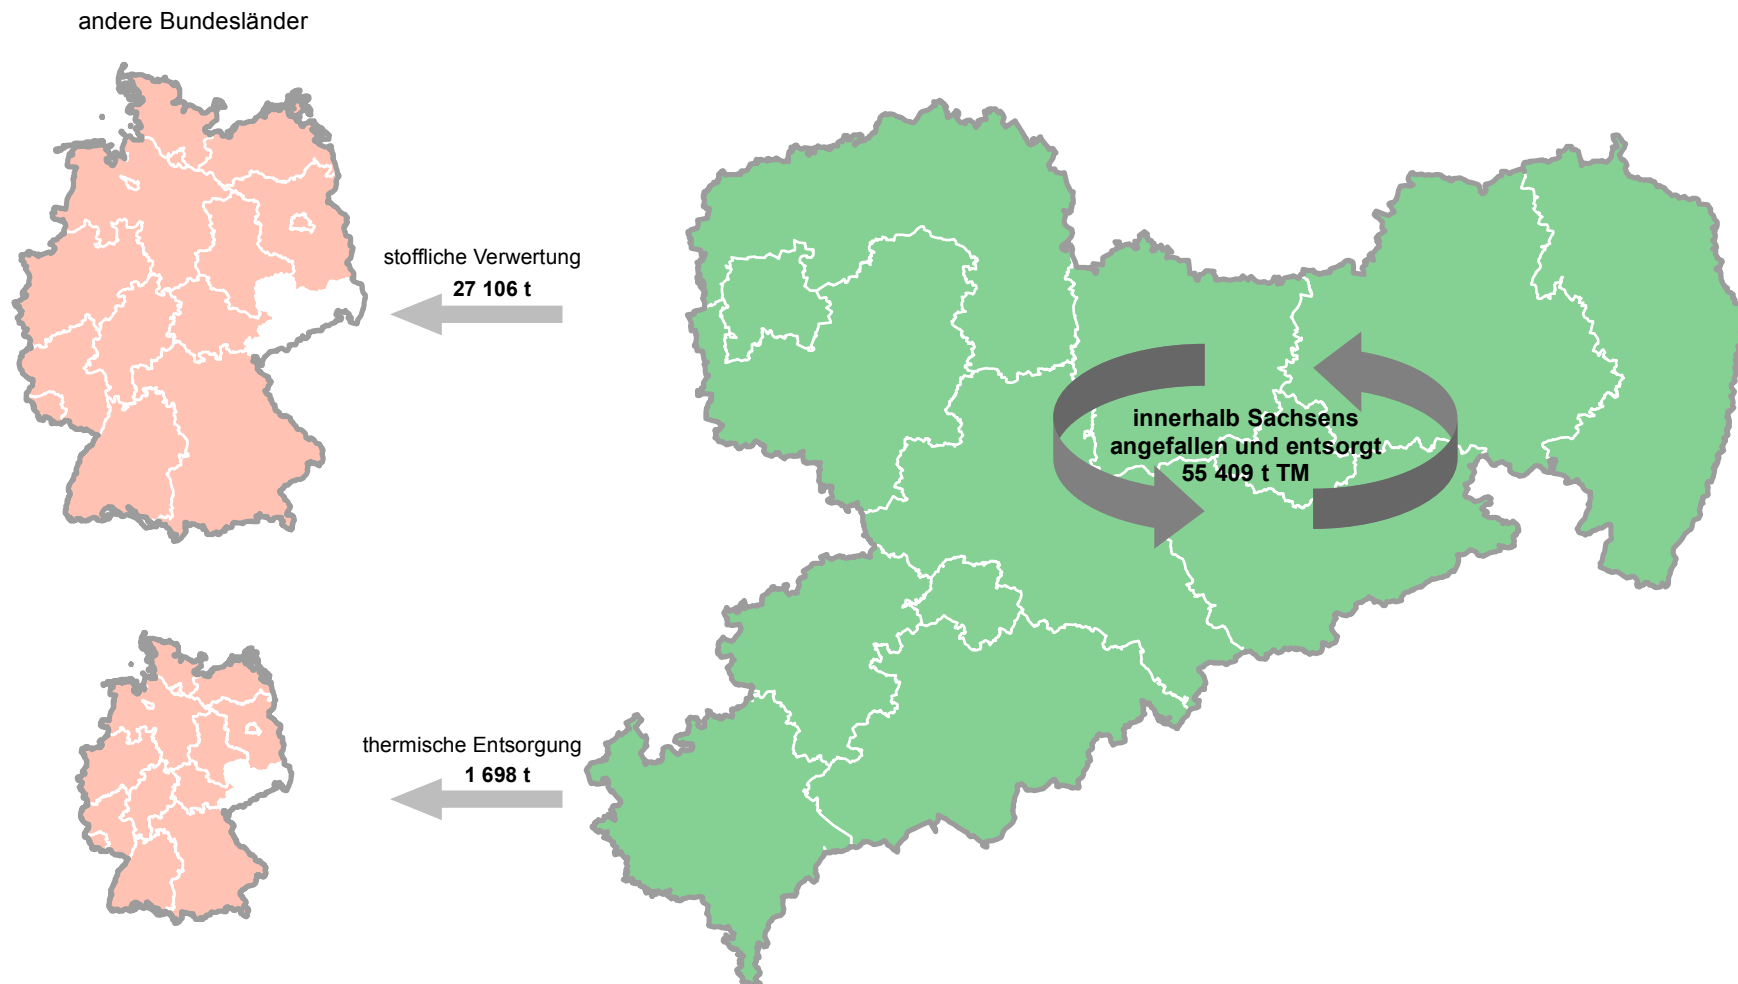 andere Bundesländer
stoffliche Verwertung
27 106 t
innerhalb Sachsens
angefallen und entsorgt
55 409 t TM
thermische Entsorgung
1 698 t